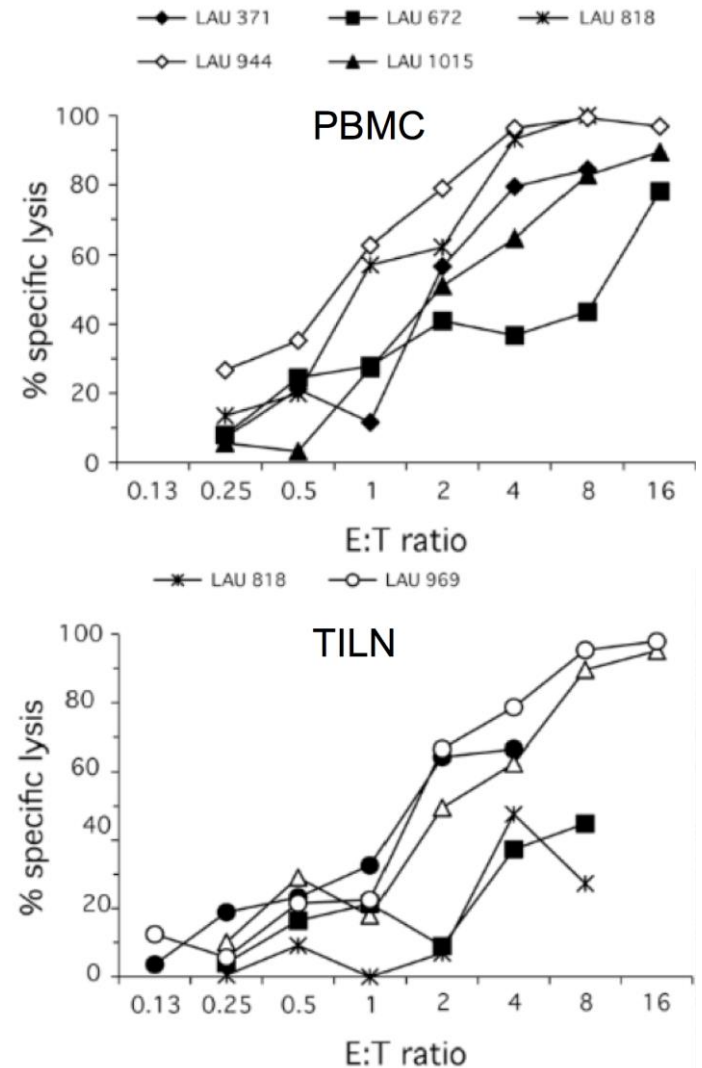 LAU 371 LAU 672 LAU 818
LAU 944 LAU 1015
PBMC
% specific lysis
100
80
60
40
20
0
0.13 0.25 0.5 1 2 4 8 16
E:T ratio
LAU 818 LAU 969
TILN
% specific lysis
100
80
60
40
20
0
0.13 0.25 0.5 1 2 4 8 16
E:T ratio